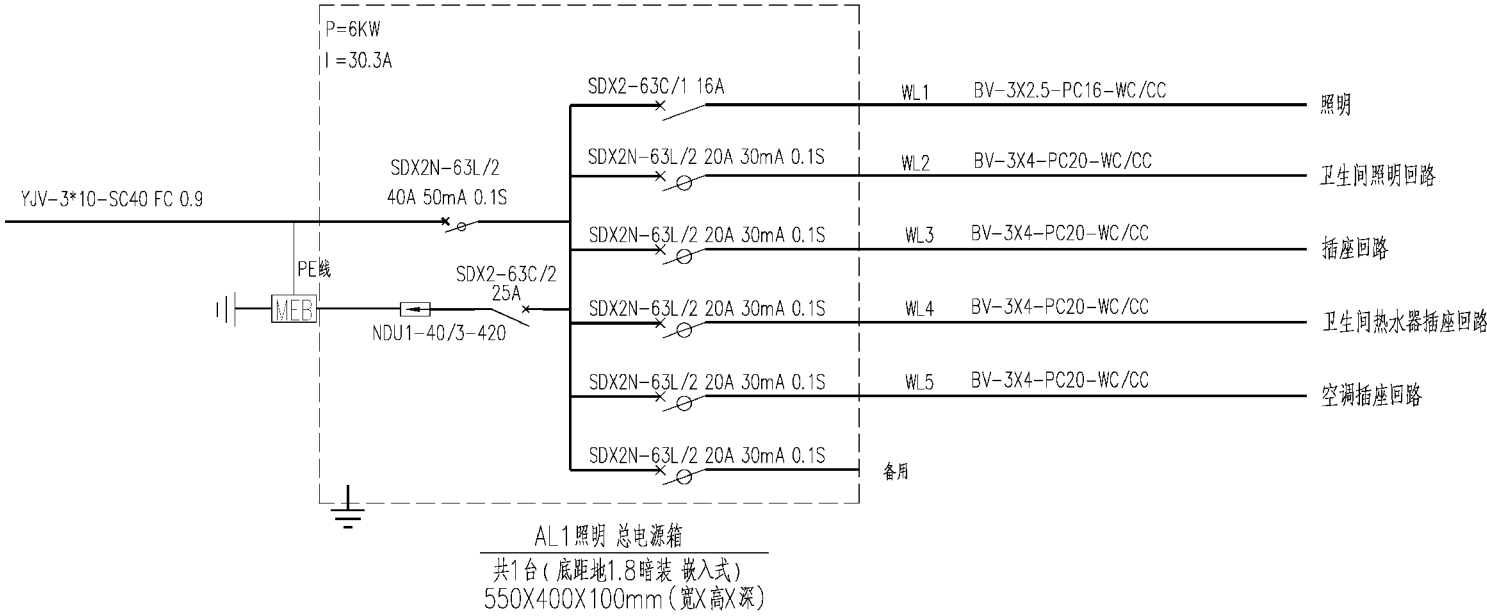 P=6KW
I=30.3A
SDX2-63C/1 16A
WL1
BV-3X2.5-PC16-WC/CC
照明
SDX2N-63L/2 20A 30mA 0.1S
WL2
BV-3X4-PC20-WC/CC
卫生间照明回路
YJV-3*10-SC40 FC 0.9
SDX2N-63L/2
40A 50mA 0.1S
SDX2N-63L/2 20A 30mA 0.1S
WL3
BV-3X4-PC20-WC/CC
插座回路
PE线
MEB
NDU1-40/3-420
SDX2-63C/2
25A
SDX2N-63L/2 20A 30mA 0.1S
WL4
BV-3X4-PC20-WC/CC
卫生间热水器插座回路
SDX2N-63L/2 20A 30mA 0.1S
WL5
BV-3X4-PC20-WC/CC
空调插座回路
SDX2N-63L/2 20A 30mA 0.1S
备用
AL1照明 总电源箱
共1台(底距地1.8暗装 嵌入式)
550X400X100mm(宽X高X深)